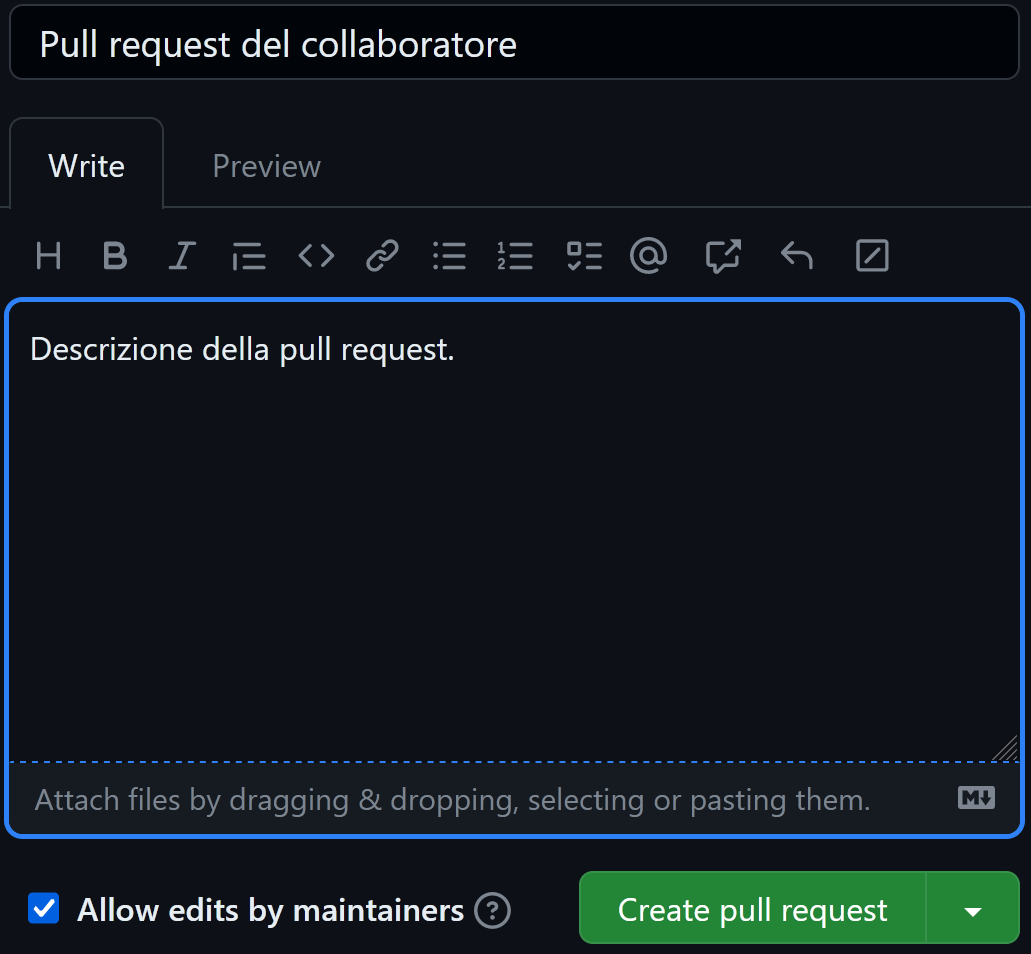 Pull request del collaboratore
Write Preview
Descrizione della pull request.
Attach files by dragging & dropping, selecting or pasting them.
Allow edits by maintainers
Create pull request